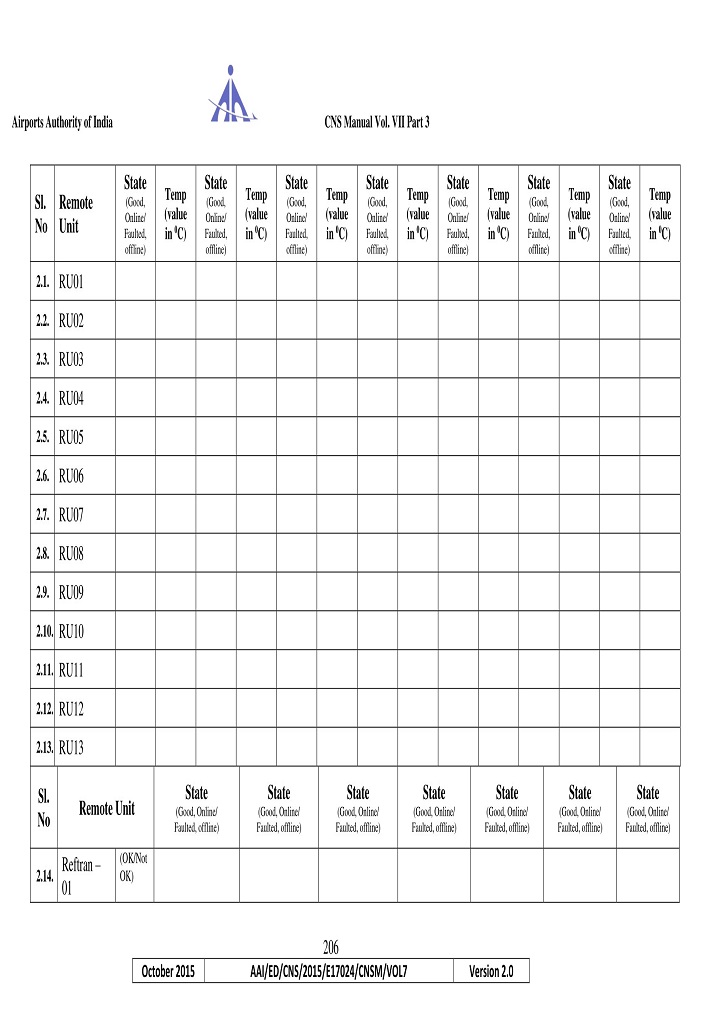 Airports Authority of India CNS Manual Vol. VII Part 3
Sl. No Remote Unit State (Good, Online/ Faulted, offline) Temp (value in ⁰C) State (Good, Online/ Faulted, offline) Temp (value in ⁰C) State (Good, Online/ Faulted, offline) Temp (value in ⁰C) State (Good, Online/ Faulted, offline) Temp (value in ⁰C) State (Good, Online/ Faulted, offline) Temp (value in ⁰C) State (Good, Online/ Faulted, offline) Temp (value in ⁰C) State (Good, Online/ Faulted, offline) Temp (value in ⁰C)
2.1. RU01
2.2. RU02
2.3. RU03
2.4. RU04
2.5. RU05
2.6. RU06
2.7. RU07
2.8. RU08
2.9. RU09
2.10. RU10
2.11. RU11
2.12. RU12
2.13. RU13
Sl. No Remote Unit State (Good, Online/ Faulted, offline) State (Good, Online/ Faulted, offline) State (Good, Online/ Faulted, offline) State (Good, Online/ Faulted, offline) State (Good, Online/ Faulted, offline) State (Good, Online/ Faulted, offline) State (Good, Online/ Faulted, offline)
2.14. Reftran – 01 (OK/Not OK)
206
October 2015 AAI/ED/CNS/2015/E17024/CNSM/VOL7 Version 2.0